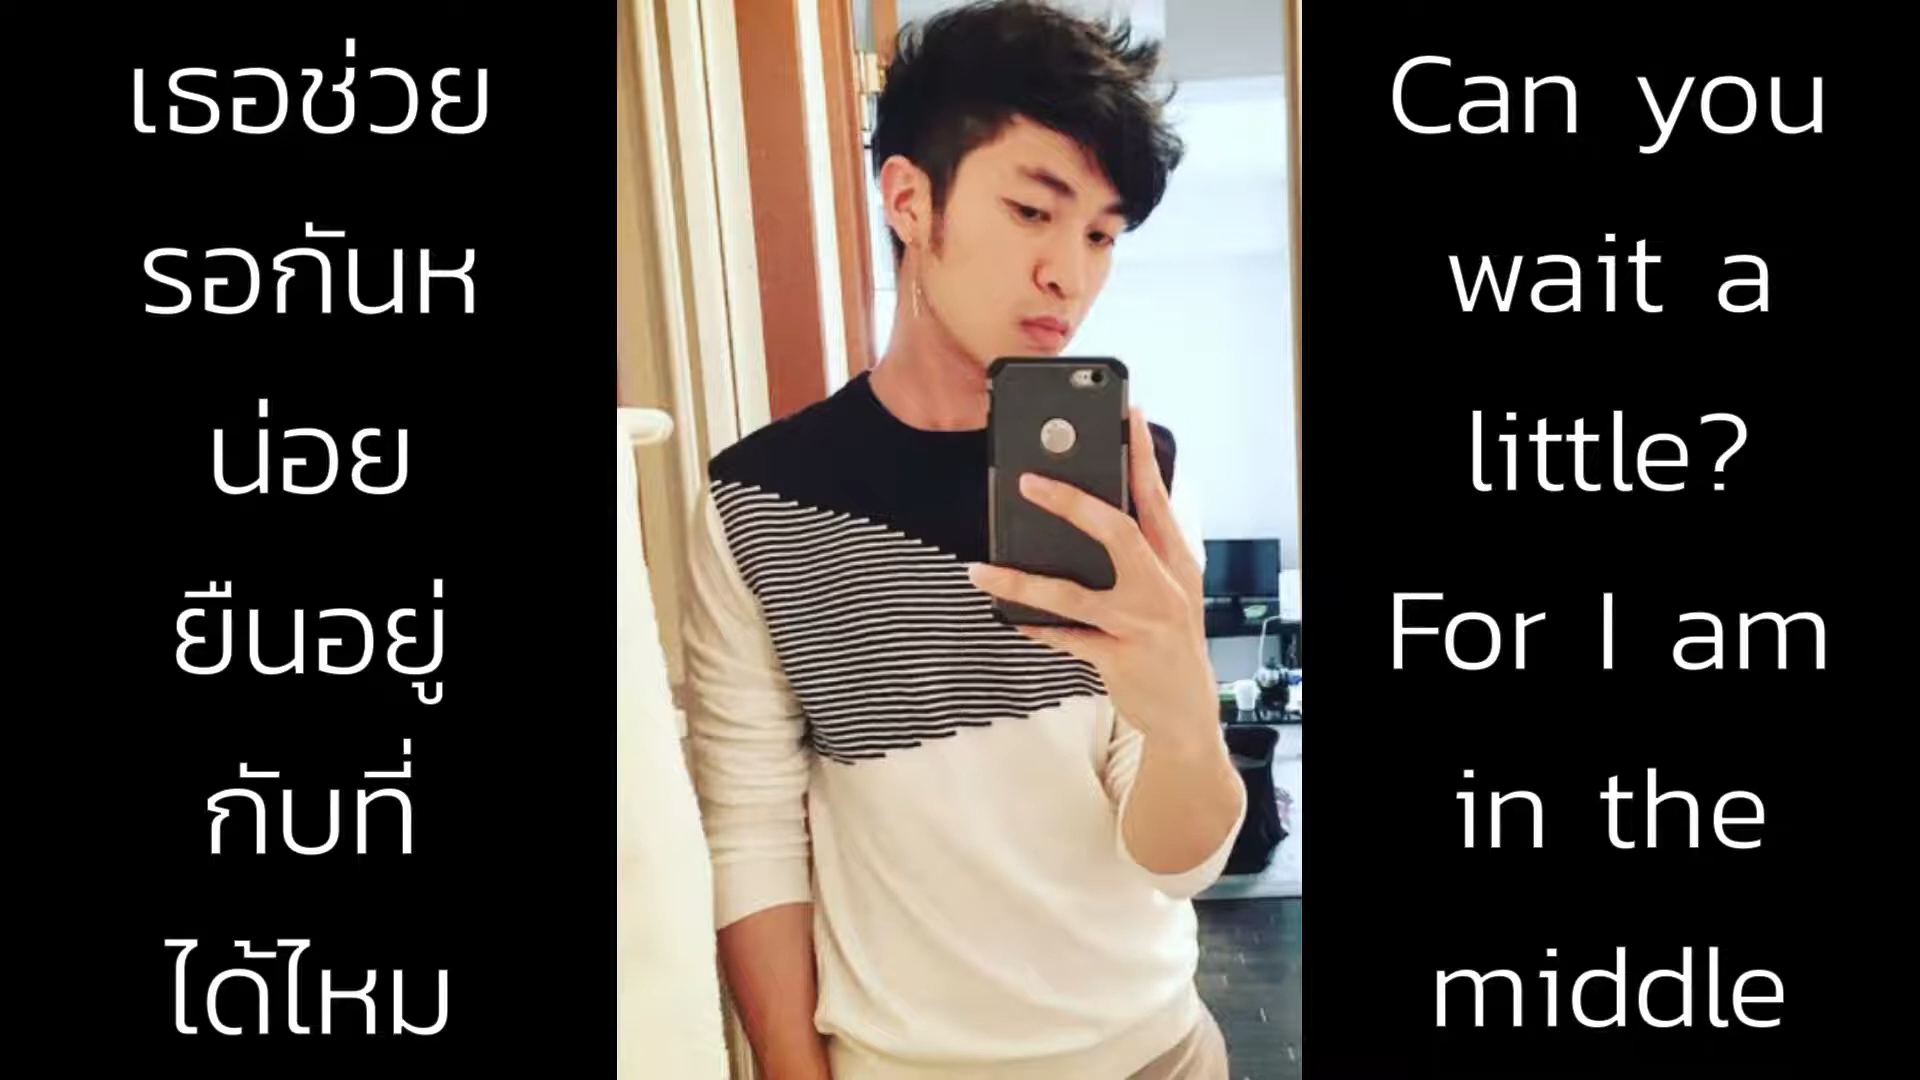 เธอช่วย
รอกันห
น่อย
ยืนอยู่
กับที่
ได้ไหม
Can you
wait a
little?
For I am
in the
middle